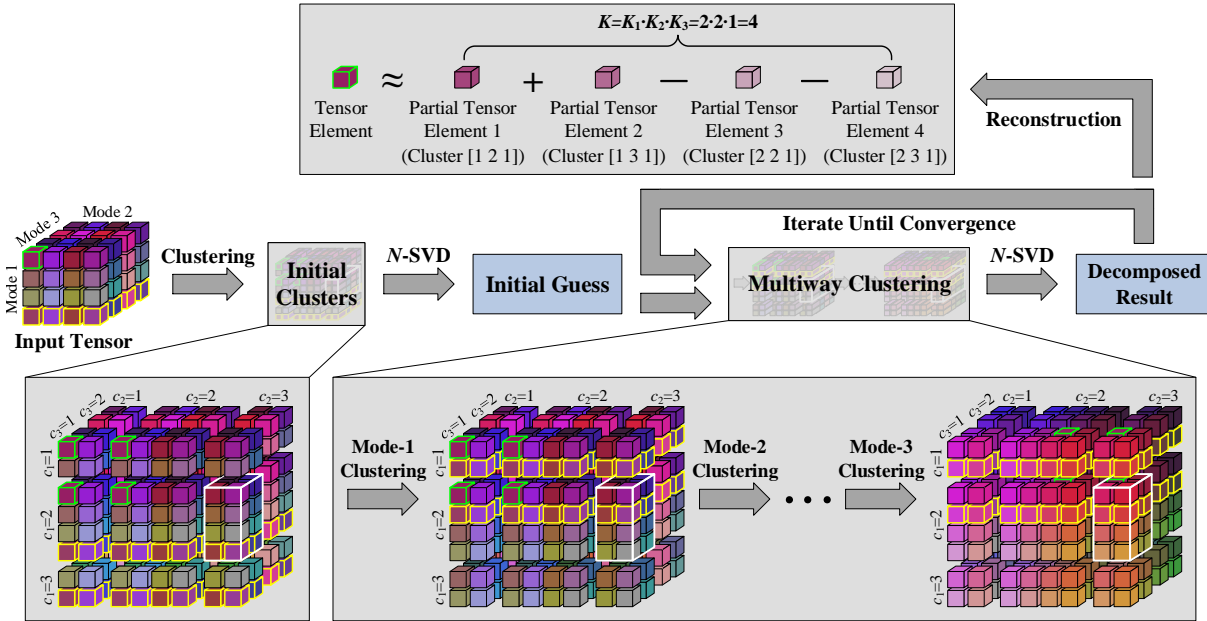 K=K₁·K₂·K₃=2·2·1=4
≈ + − −
Tensor
Element
Partial Tensor
Element 1
(Cluster [1 2 1])
Partial Tensor
Element 2
(Cluster [1 3 1])
Partial Tensor
Element 3
(Cluster [2 2 1])
Partial Tensor
Element 4
(Cluster [2 3 1])
Reconstruction
Mode 1
Mode 3
Mode 2
Input Tensor
Clustering
Initial
Clusters
N-SVD
Initial Guess
Iterate Until Convergence
Multiway Clustering
N-SVD
Decomposed
Result
c₃=1
c₃=2
c₂=1
c₂=2
c₂=3
c₁=1
c₁=2
c₁=3
Mode-1
Clustering
c₃=1
c₃=2
c₂=1
c₂=2
c₂=3
c₁=1
c₁=2
c₁=3
Mode-2
Clustering
• • •
Mode-3
Clustering
c₃=1
c₃=2
c₂=1
c₂=2
c₂=3
c₁=1
c₁=2
c₁=3